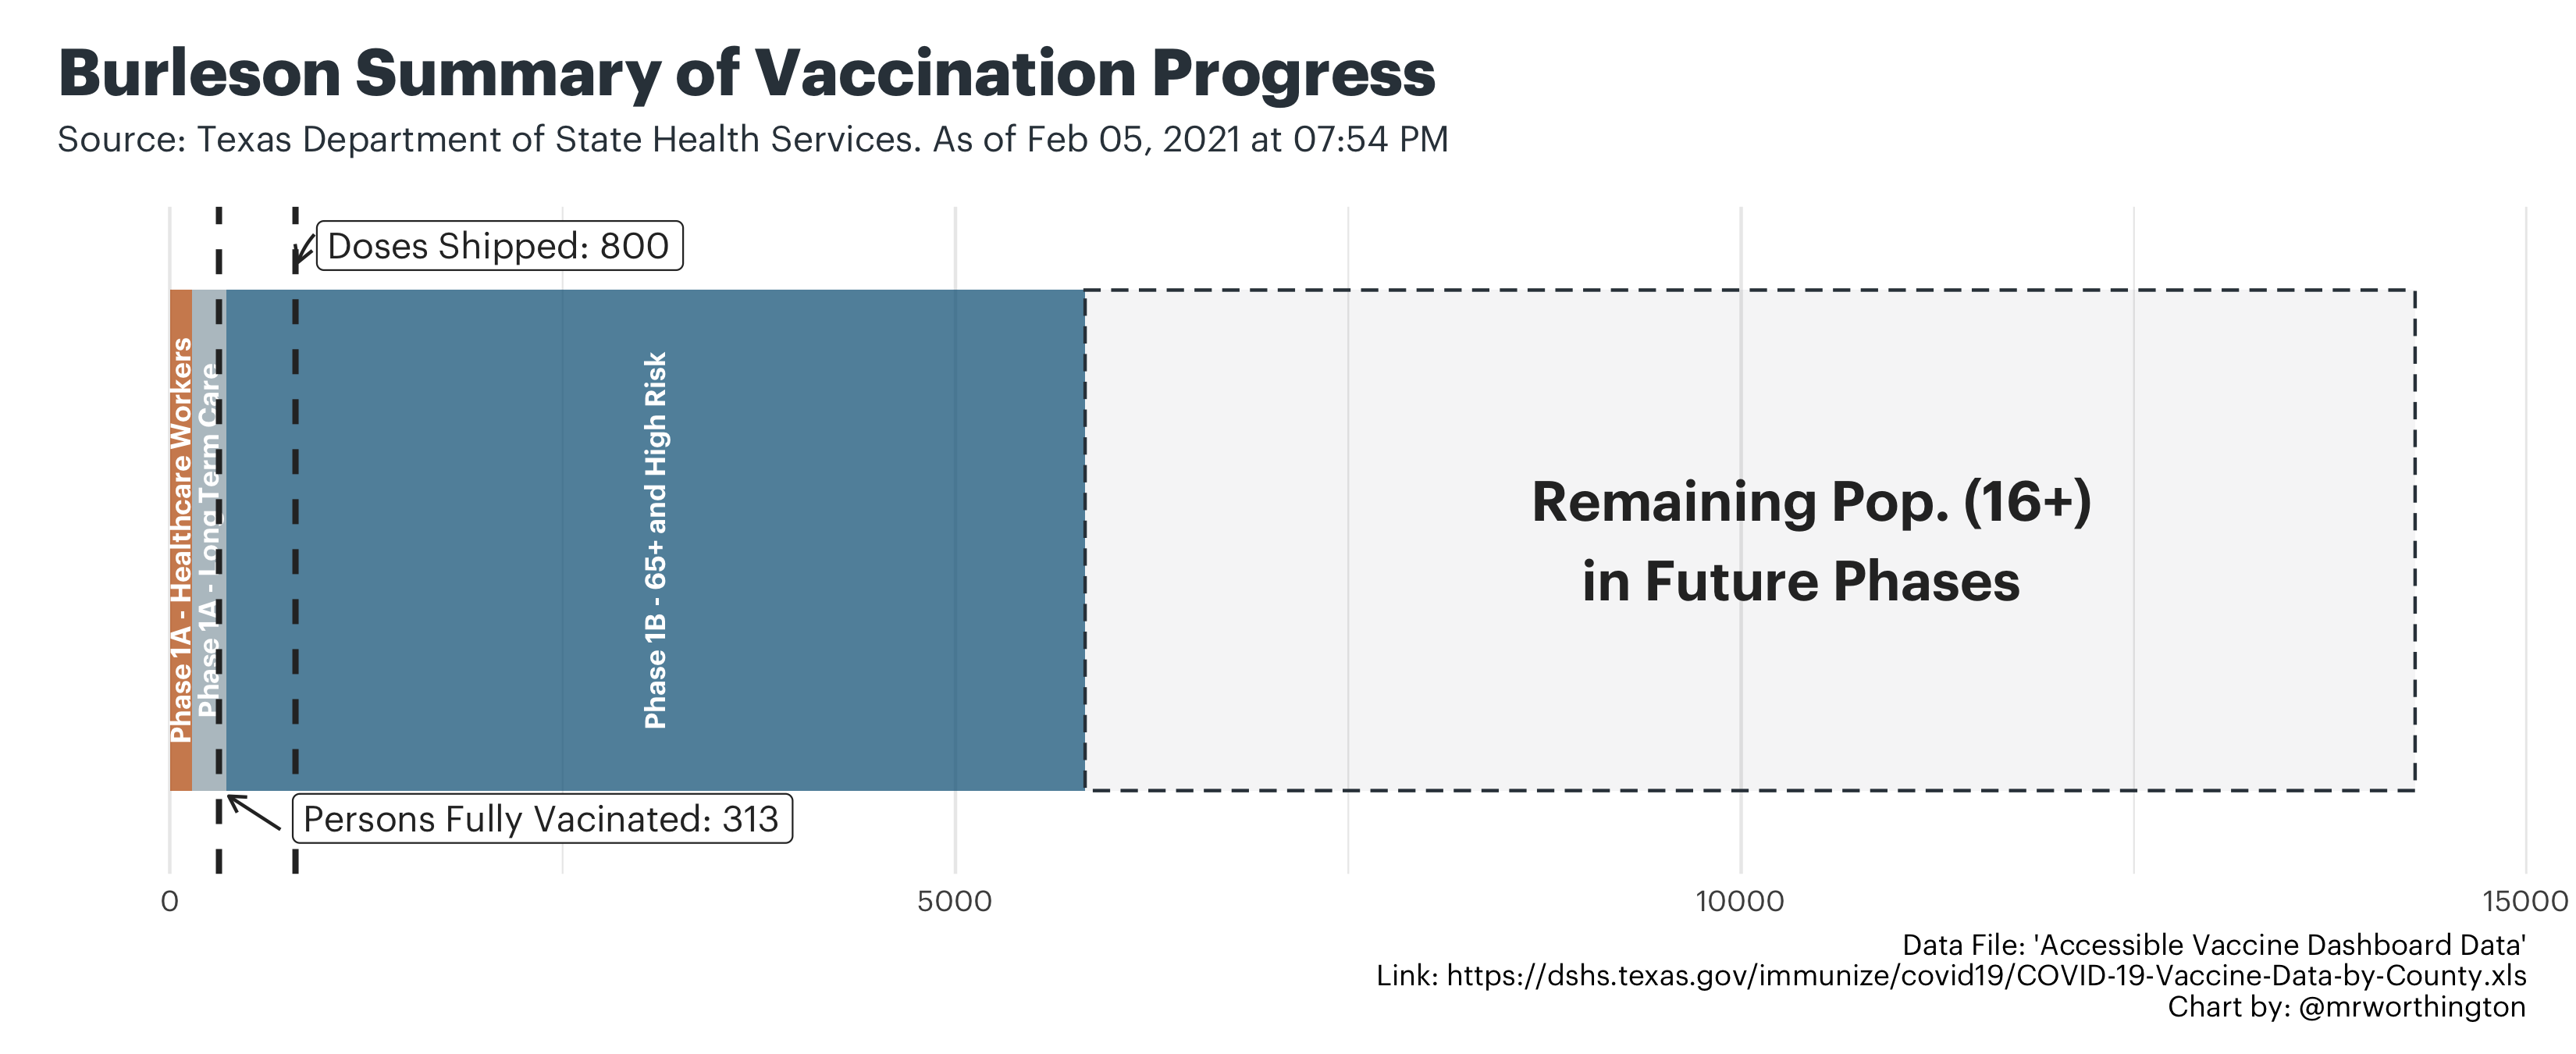 Burleson Summary of Vaccination Progress
Source: Texas Department of State Health Services. As of Feb 05, 2021 at 07:54 PM
Doses Shipped: 800
Phase 1A - Healthcare Workers
Phase 1A - Long Term Care
Phase 1B - 65+ and High Risk
Remaining Pop. (16+)
in Future Phases
Persons Fully Vacinated: 313
0 5000 10000 15000
Data File: 'Accessible Vaccine Dashboard Data'
Link: https://dshs.texas.gov/immunize/covid19/COVID-19-Vaccine-Data-by-County.xls
Chart by: @mrworthington